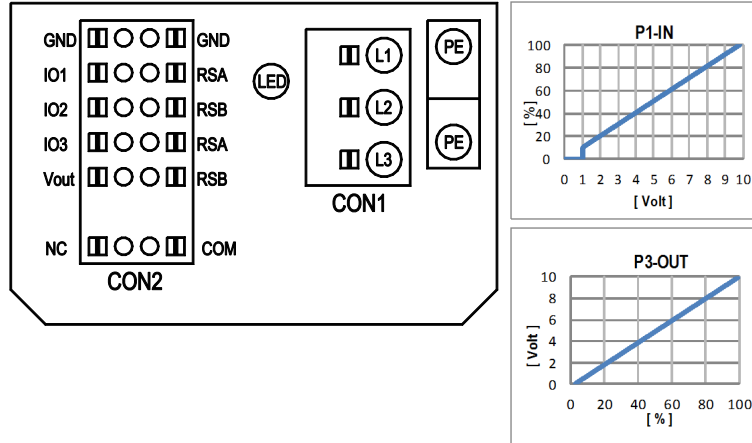 GND GND
IO1 RSA
IO2 RSB
IO3 RSA
Vout RSB
NC COM
CON2
LED
L1
L2
L3
CON1
PE
PE
P1-IN
100
80
60
40
20
0
[ %]
0 1 2 3 4 5 6 7 8 9 10
[ Volt ]
P3-OUT
10
8
6
4
2
0
[ Volt ]
0 20 40 60 80 100
[ % ]